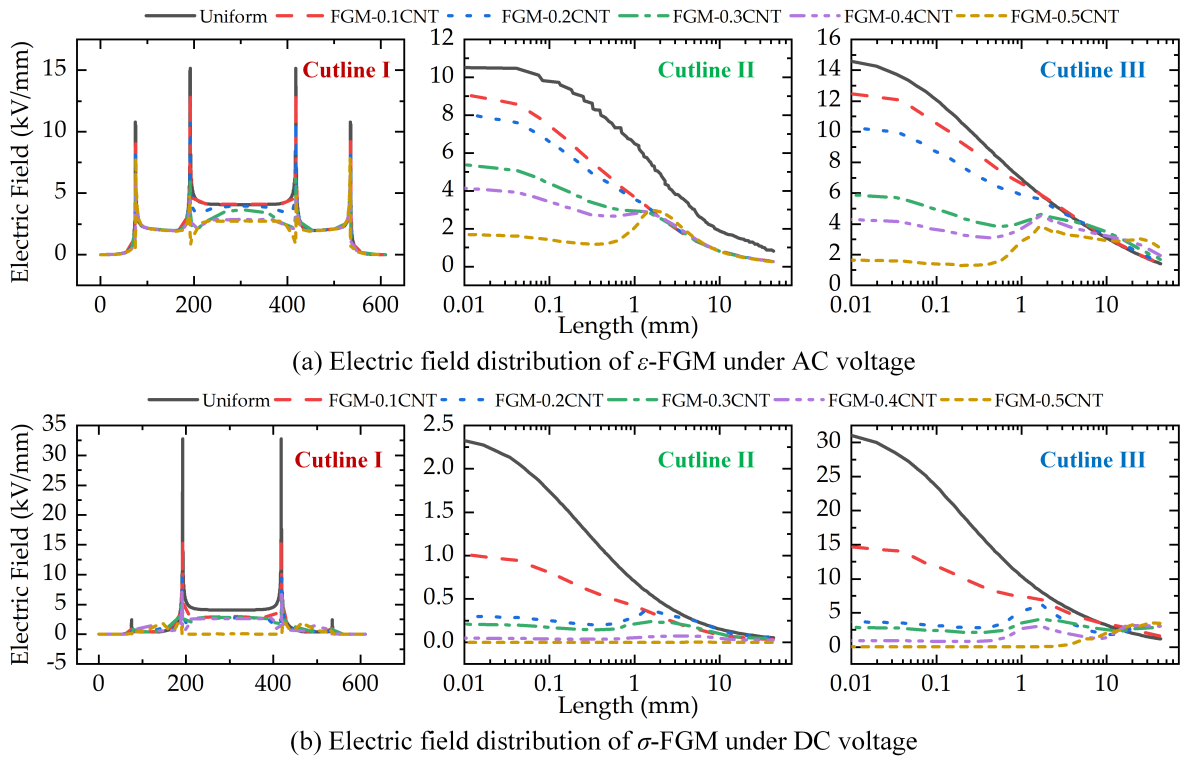 Uniform FGM-0.1CNT FGM-0.2CNT FGM-0.3CNT FGM-0.4CNT FGM-0.5CNT
Electric Field (kV/mm)
15
10
5
0
0 200 400 600
Cutline I
12
10
8
6
4
2
0
0.01 0.1 1 10
Cutline II
16
14
12
10
8
6
4
2
0
0.01 0.1 1 10
Cutline III
Length (mm)
(a) Electric field distribution of ε-FGM under AC voltage
Uniform FGM-0.1CNT FGM-0.2CNT FGM-0.3CNT FGM-0.4CNT FGM-0.5CNT
Electric Field (kV/mm)
35
30
25
20
15
10
5
0
-5
0 200 400 600
Cutline I
2.5
2.0
1.5
1.0
0.5
0.0
0.01 0.1 1 10
Cutline II
30
25
20
15
10
5
0
0.01 0.1 1 10
Cutline III
Length (mm)
(b) Electric field distribution of σ-FGM under DC voltage